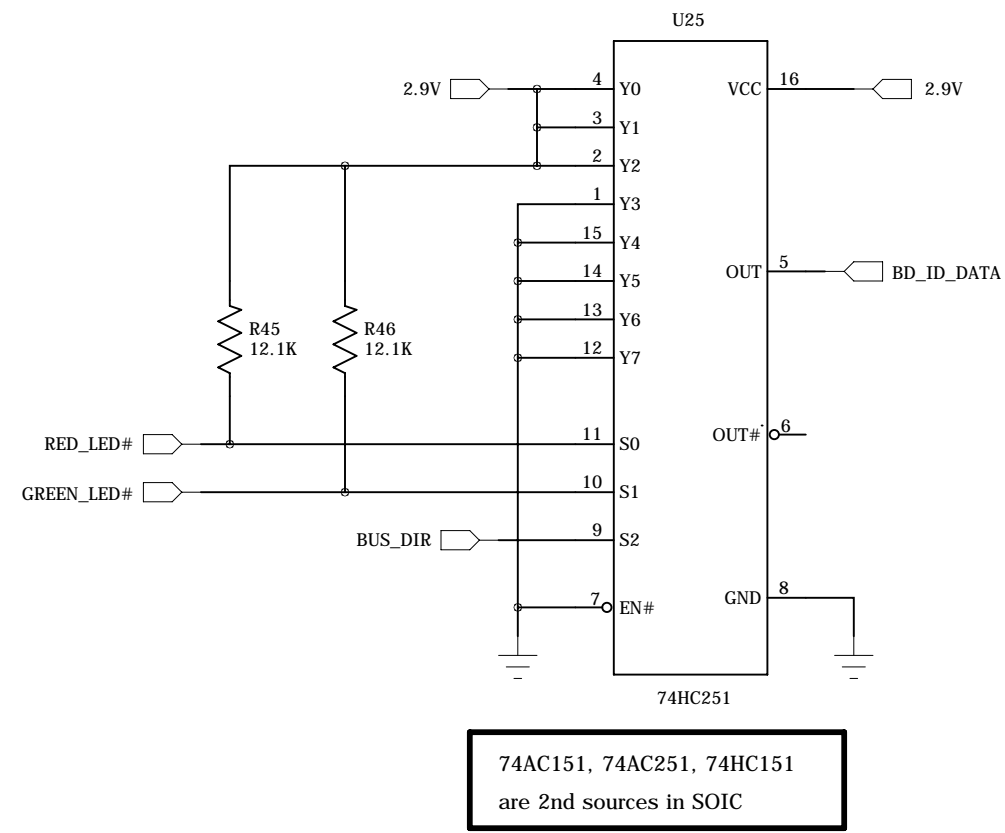 U25
2.9V
4 Y0
VCC 16
2.9V
3 Y1
2 Y2
1 Y3
15 Y4
14 Y5
OUT 5
BD_ID_DATA
13 Y6
R45
12.1K
R46
12.1K
12 Y7
RED_LED#
11 S0
OUT# 6
GREEN_LED#
10 S1
BUS_DIR
9 S2
7 EN#
GND 8
74HC251
74AC151, 74AC251, 74HC151
are 2nd sources in SOIC